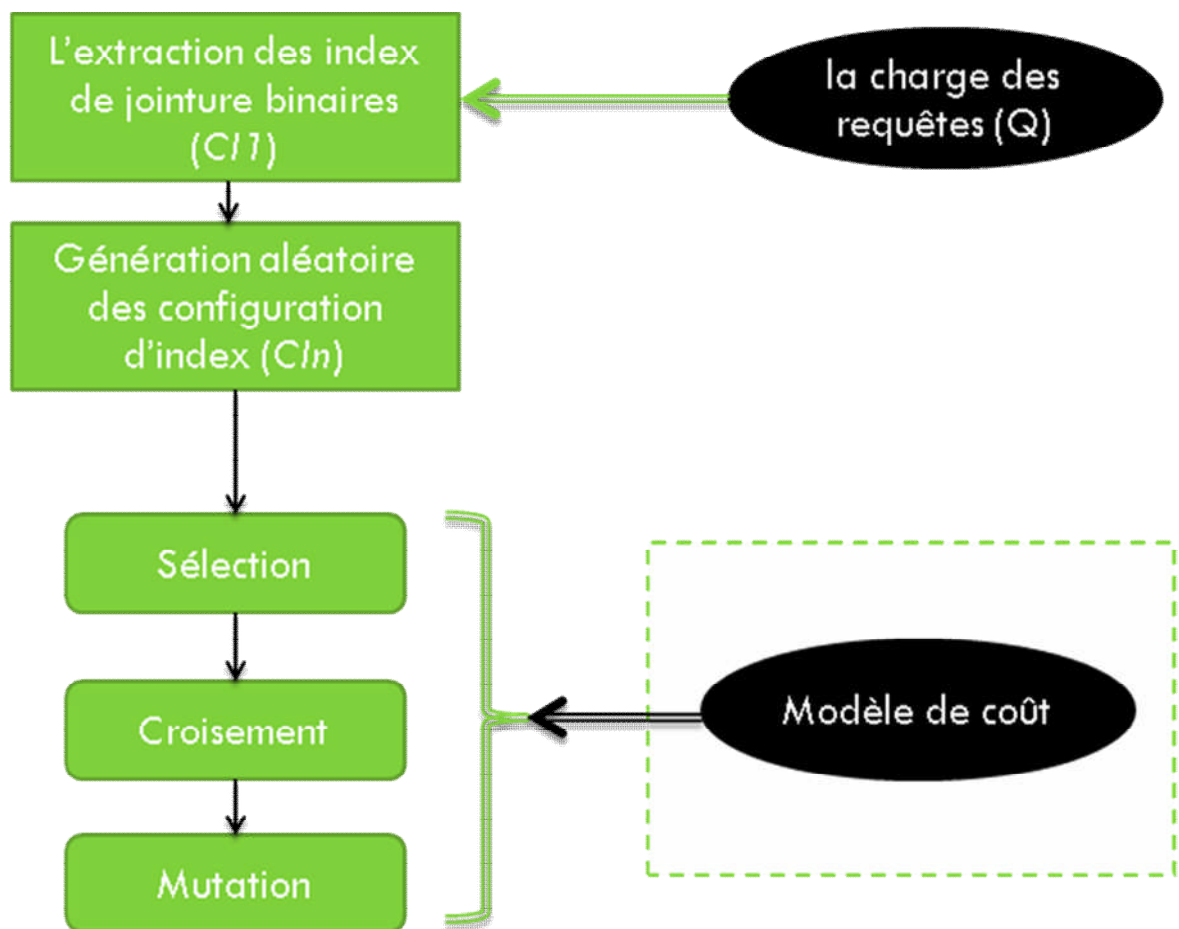 L'extraction des index
de jointure binaires
(CI1)
la charge des
requêtes (Q)
Génération aléatoire
des configuration
d'index (CIn)
Sélection
Croisement
Modèle de coût
Mutation